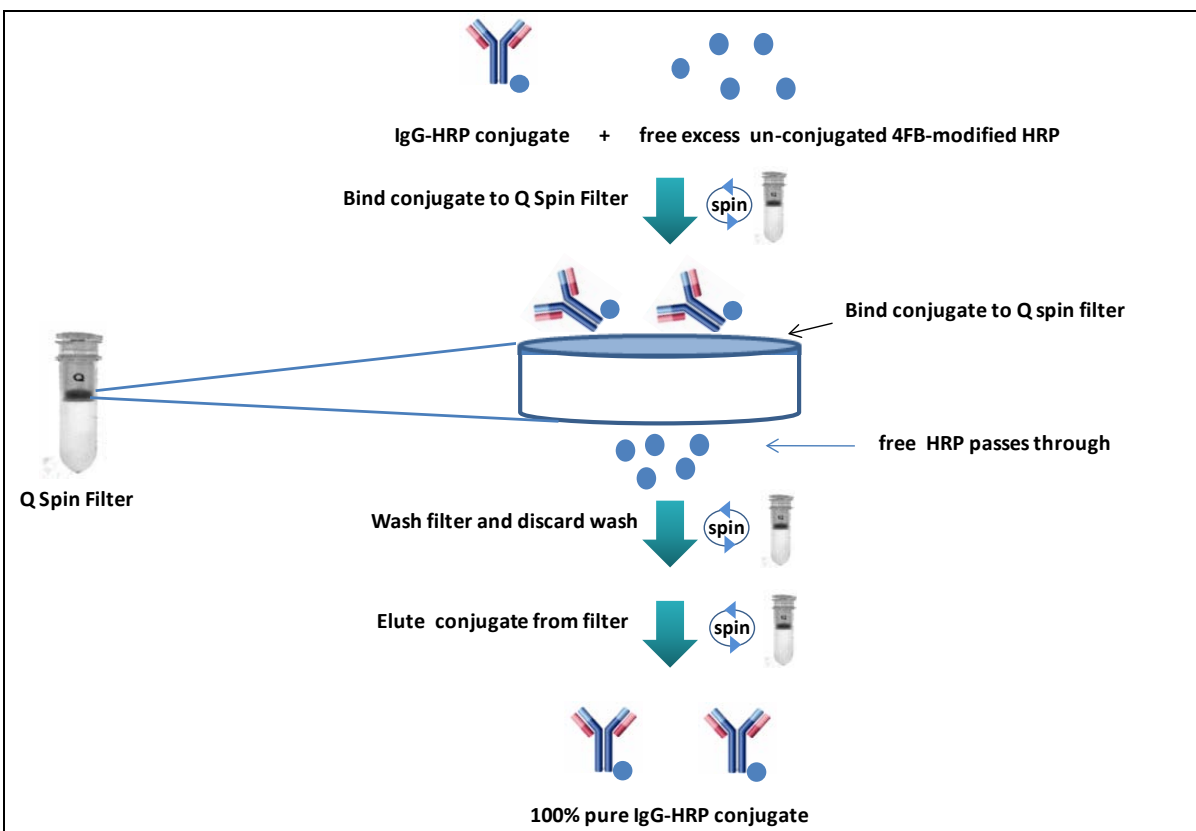 IgG-HRP conjugate + free excess un-conjugated 4FB-modified HRP
Bind conjugate to Q Spin Filter
spin
Bind conjugate to Q spin filter
Q
free HRP passes through
Q Spin Filter
Wash filter and discard wash
spin
Elute conjugate from filter
spin
100% pure IgG-HRP conjugate